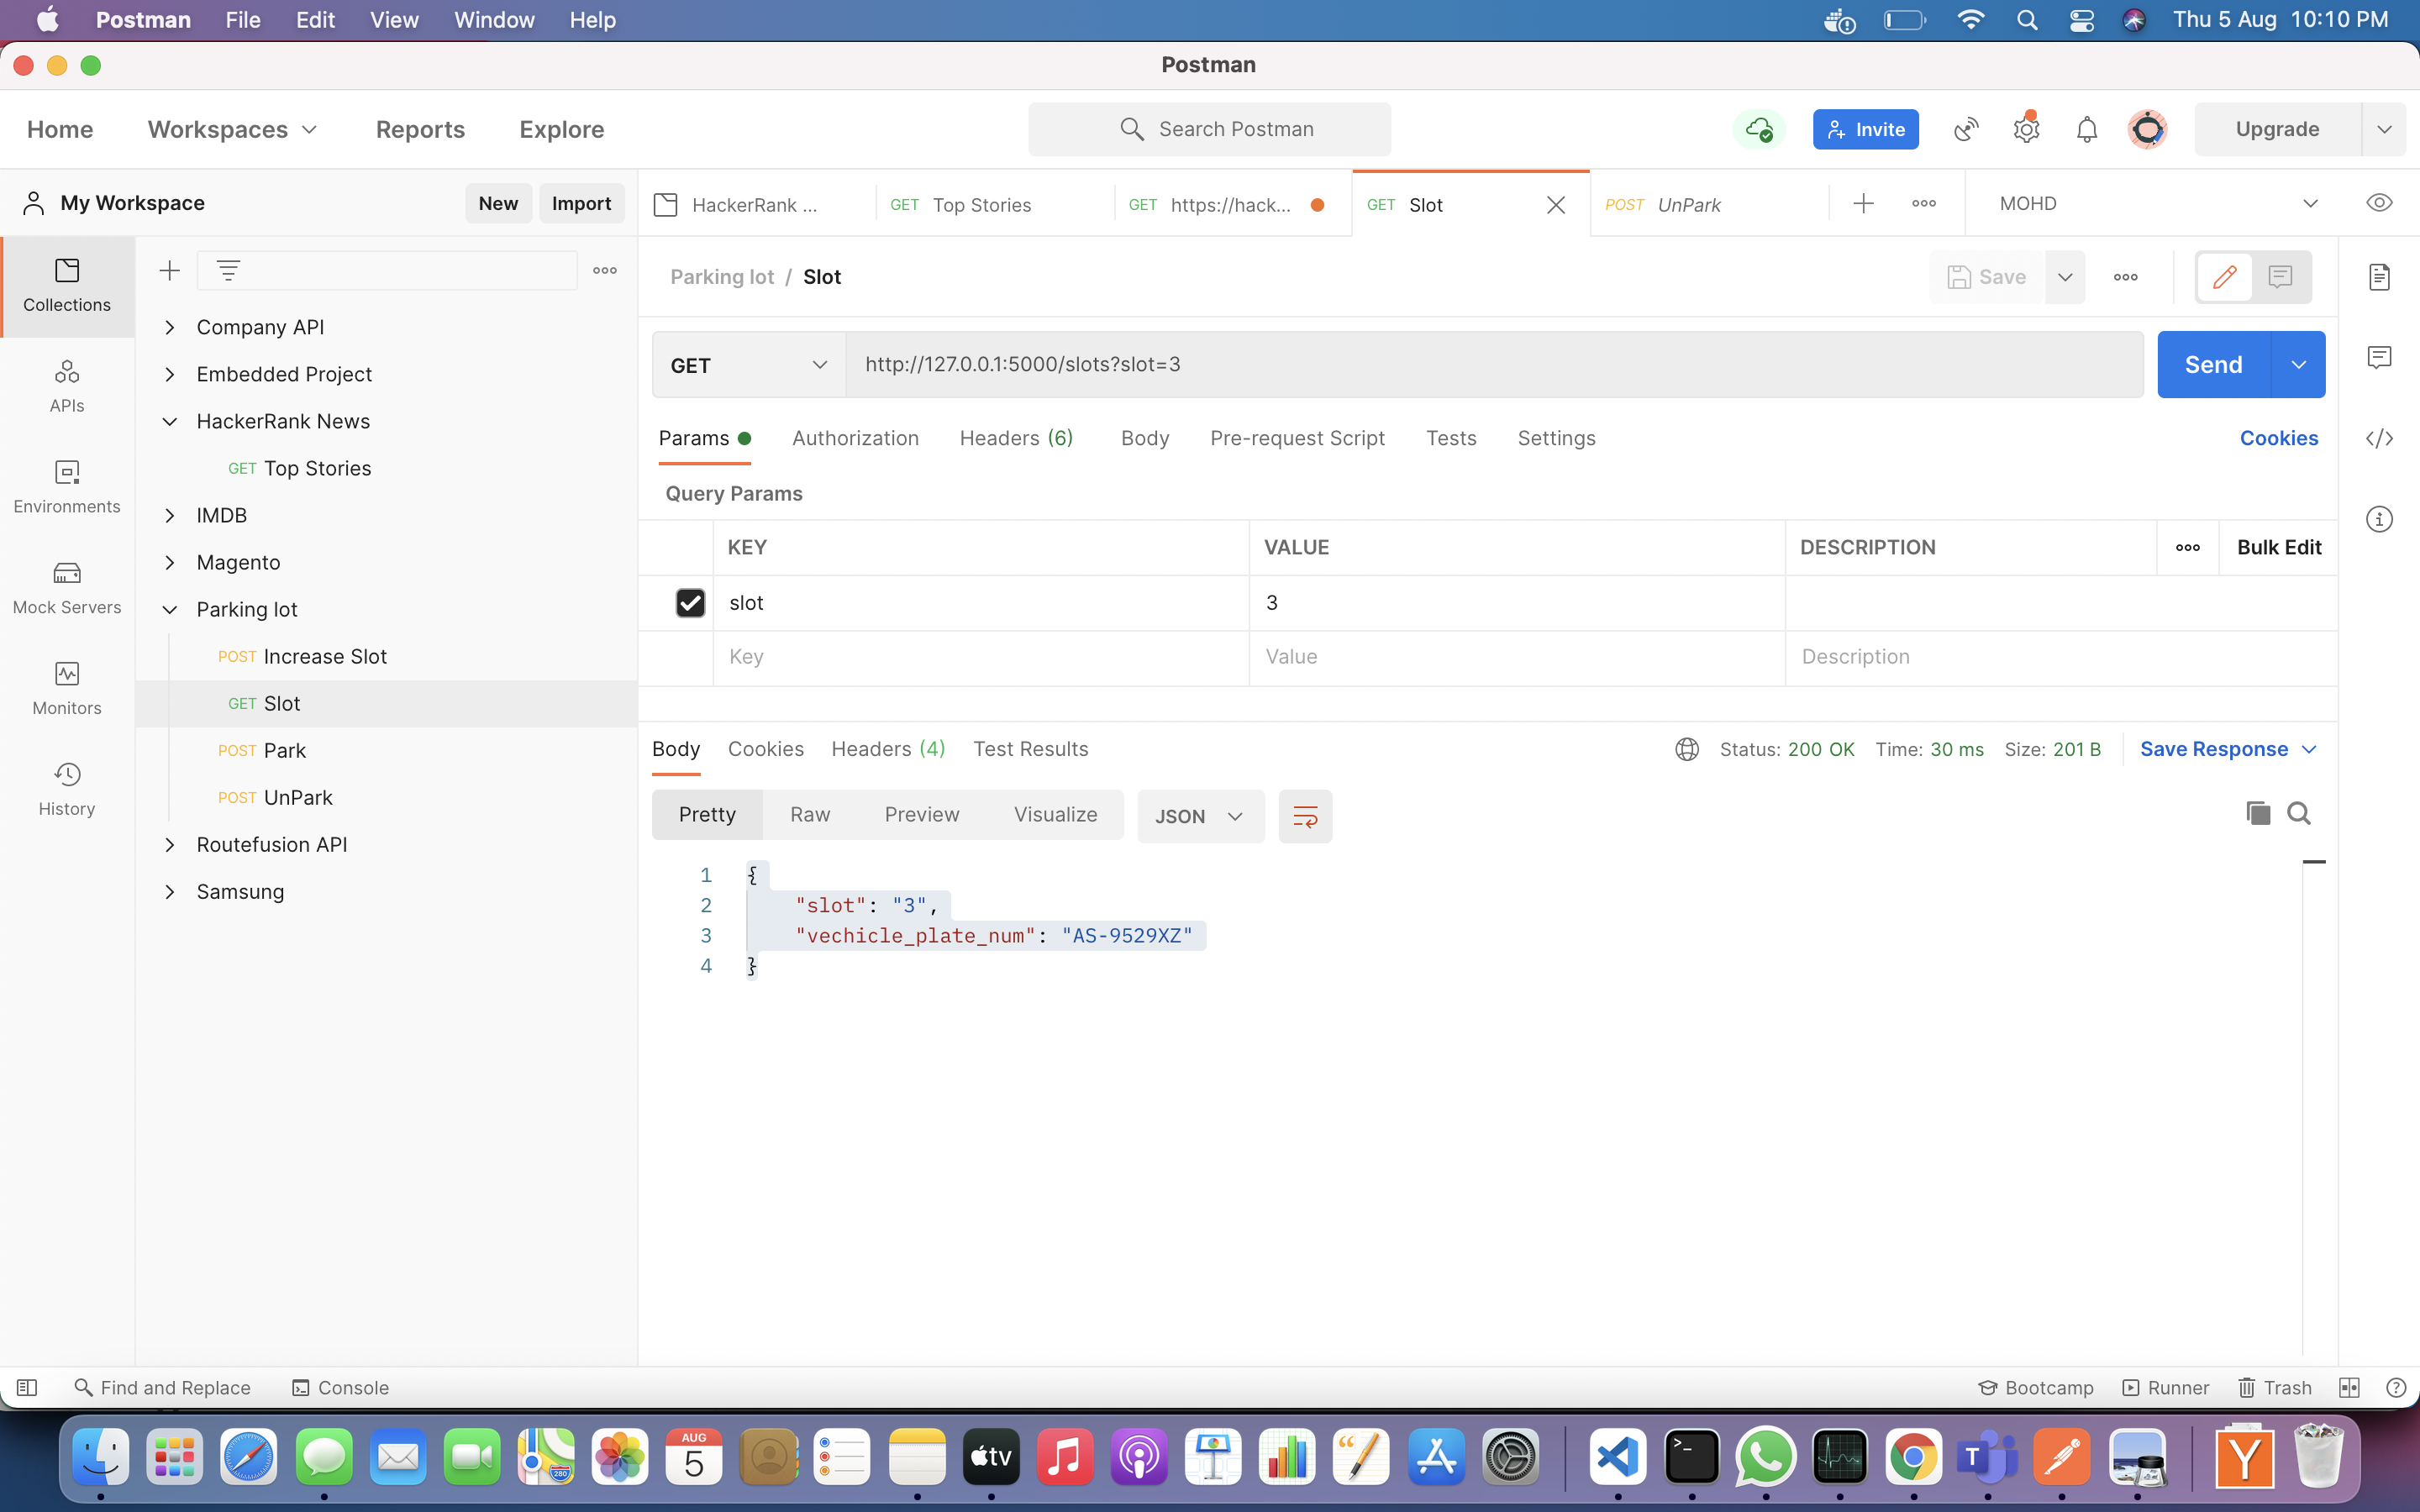 Postman File Edit View Window Help Thu 5 Aug 10:10 PM
Postman
Home Workspaces Reports Explore Search Postman Invite Upgrade
My Workspace New Import HackerRank ... GET Top Stories GET https://hack... GET Slot POST UnPark MOHD
Collections
APIs
Environments
Mock Servers
Monitors
History
Company API
Embedded Project
HackerRank News
GET Top Stories
IMDB
Magento
Parking lot
POST Increase Slot
GET Slot
POST Park
POST UnPark
Routefusion API
Samsung
Parking lot / Slot Save
GET http://127.0.0.1:5000/slots?slot=3 Send
Params Authorization Headers (6) Body Pre-request Script Tests Settings Cookies
Query Params
KEY VALUE DESCRIPTION Bulk Edit
slot 3
Key Value Description
Body Cookies Headers (4) Test Results Status: 200 OK Time: 30 ms Size: 201 B Save Response
Pretty Raw Preview Visualize JSON
1 {
2 "slot": "3",
3 "vechicle_plate_num": "AS-9529XZ"
4 }
Find and Replace Console Bootcamp Runner Trash
AUG
5
280
tv
T
Y